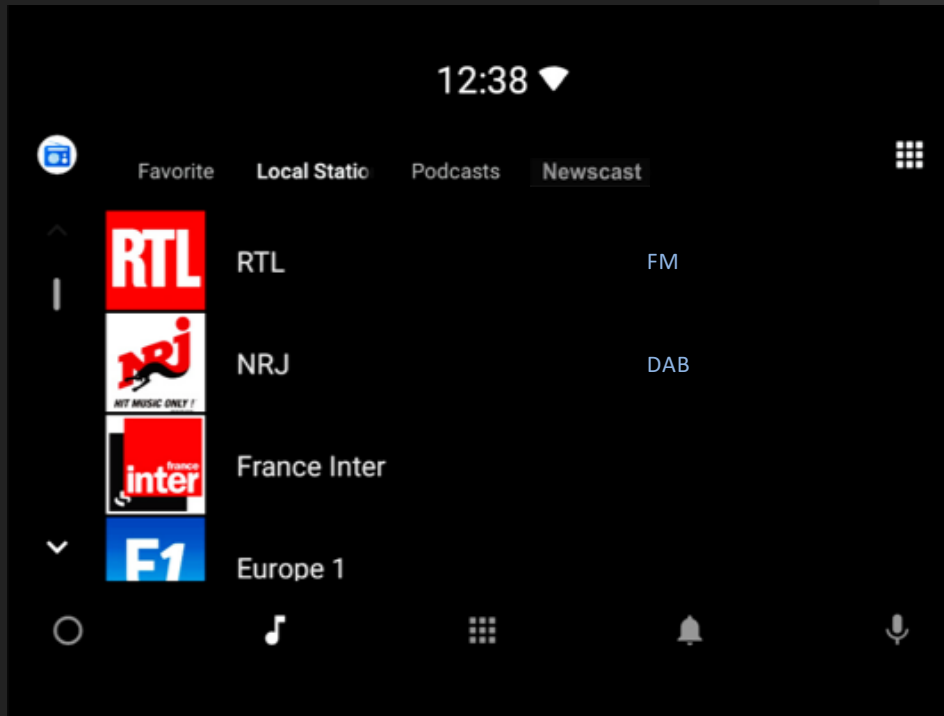 12:38
Favorite Local Statio Podcasts Newscast
RTL RTL FM
NRJ HIT MUSIC ONLY ! NRJ DAB
france
inter France Inter
E1 Europe 1